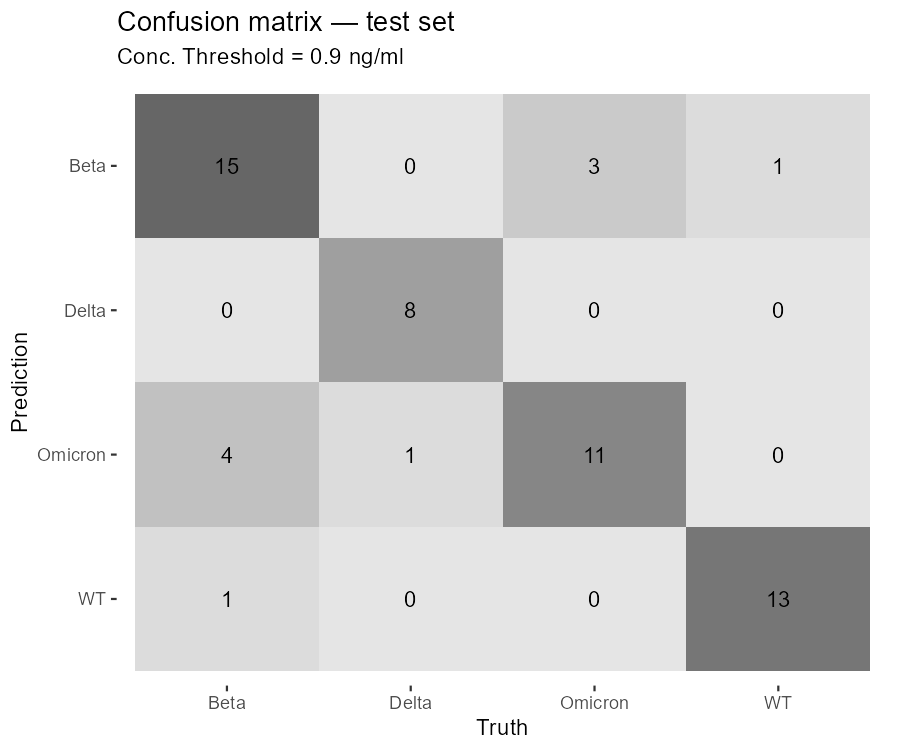 Confusion matrix — test set
Conc. Threshold = 0.9 ng/ml
Prediction
Beta 15 0 3 1
Delta 0 8 0 0
Omicron 4 1 11 0
WT 1 0 0 13
Beta Delta Omicron WT
Truth